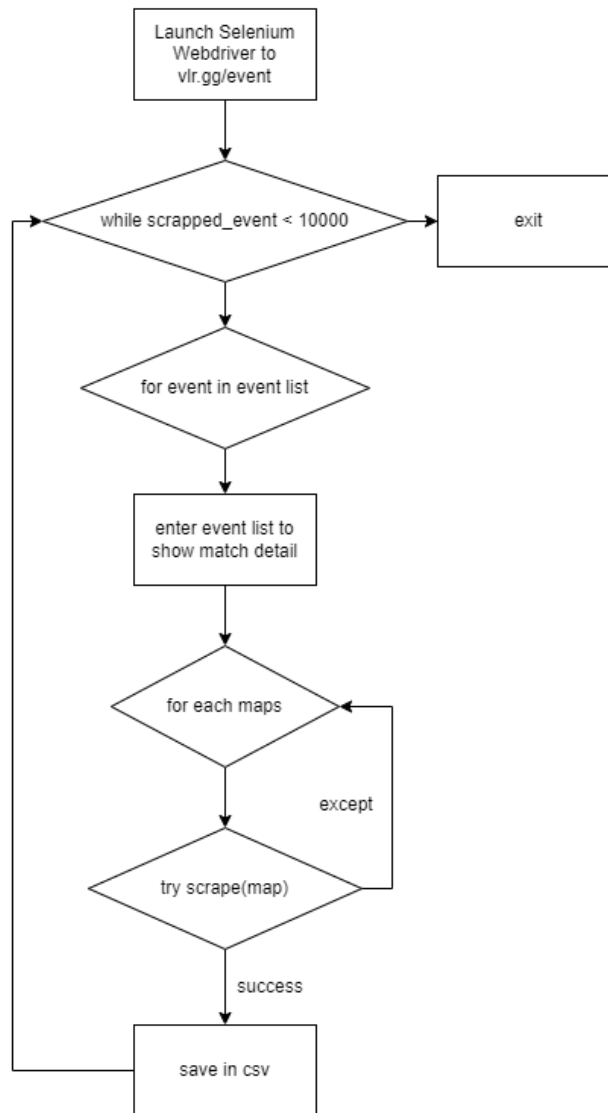 Launch Selenium
Webdriver to
vlr.gg/event
while scrapped_event < 10000
exit
for event in event list
enter event list to
show match detail
for each maps
except
try scrape(map)
success
save in csv